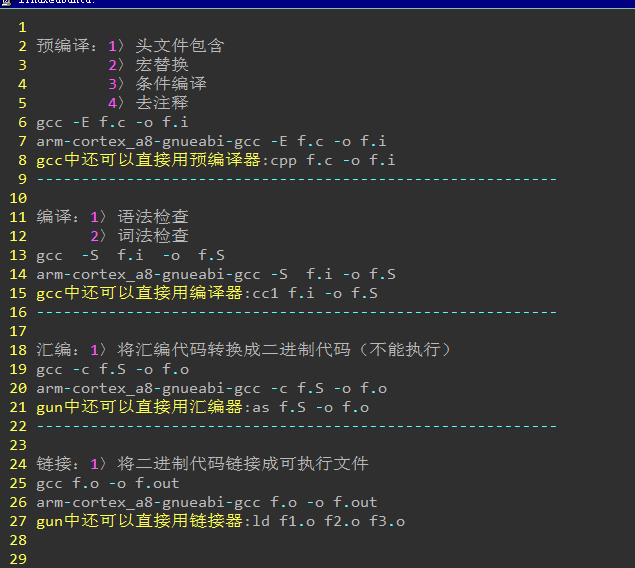 1
2 预编译：1）头文件包含
3 2）宏替换
4 3）条件编译
5 4）去注释
6 gcc -E f.c -o f.i
7 arm-cortex_a8-gnueabi-gcc -E f.c -o f.i
8 gcc中还可以直接用预编译器:cpp f.c -o f.i
9 ----------------------------------------------------------
10
11 编译：1）语法检查
12 2）词法检查
13 gcc  -S  f.i  -o  f.S
14 arm-cortex_a8-gnueabi-gcc -S  f.i -o f.S
15 gcc中还可以直接用编译器:cc1 f.i -o f.S
16 ----------------------------------------------------------
17
18 汇编：1）将汇编代码转换成二进制代码（不能执行）
19 gcc -c f.S -o f.o
20 arm-cortex_a8-gnueabi-gcc -c f.S -o f.o
21 gun中还可以直接用汇编器:as f.S -o f.o
22 ----------------------------------------------------------
23
24 链接：1）将二进制代码链接成可执行文件
25 gcc f.o -o f.out
26 arm-cortex_a8-gnueabi-gcc f.o -o f.out
27 gun中还可以直接用链接器:ld f1.o f2.o f3.o
28
29